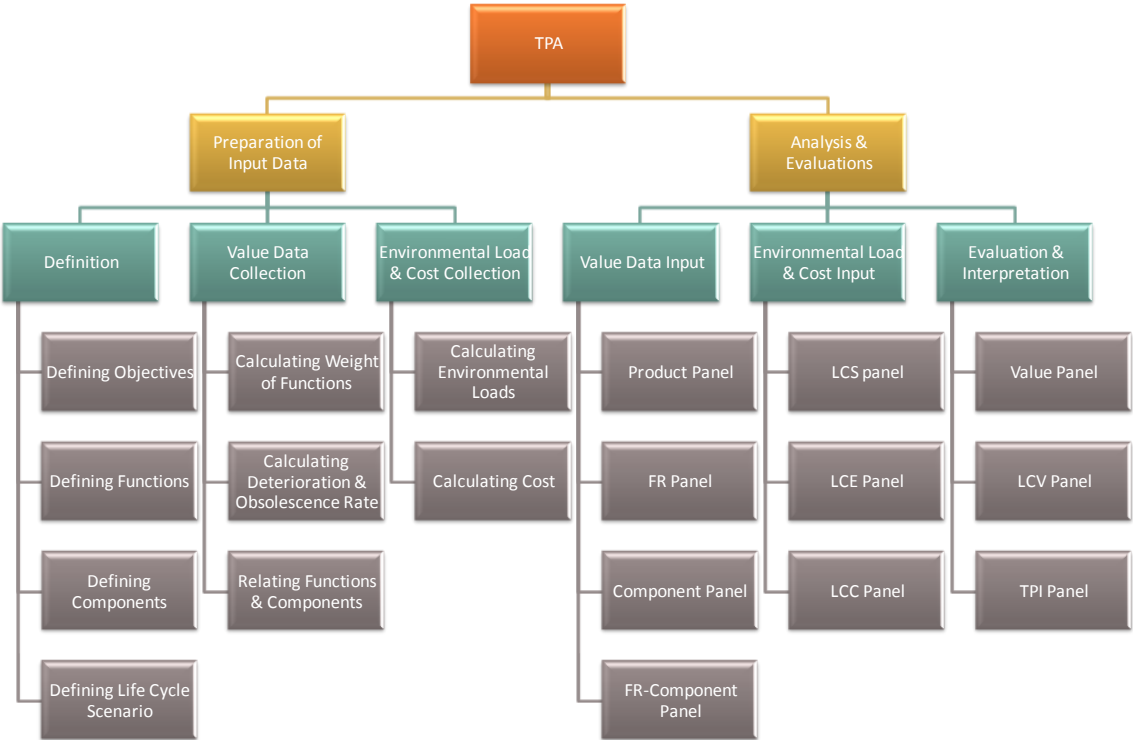 TPA
Preparation of
Input Data
Analysis &
Evaluations
Definition
Value Data
Collection
Environmental Load
& Cost Collection
Value Data Input
Environmental Load
& Cost Input
Evaluation &
Interpretation
Defining Objectives
Defining Functions
Defining
Components
Defining Life Cycle
Scenario
Calculating Weight
of Functions
Calculating
Deterioration &
Obsolescence Rate
Relating Functions
& Components
Calculating
Environmental
Loads
Calculating Cost
Product Panel
FR Panel
Component Panel
FR-Component
Panel
LCS panel
LCE Panel
LCC Panel
Value Panel
LCV Panel
TPI Panel